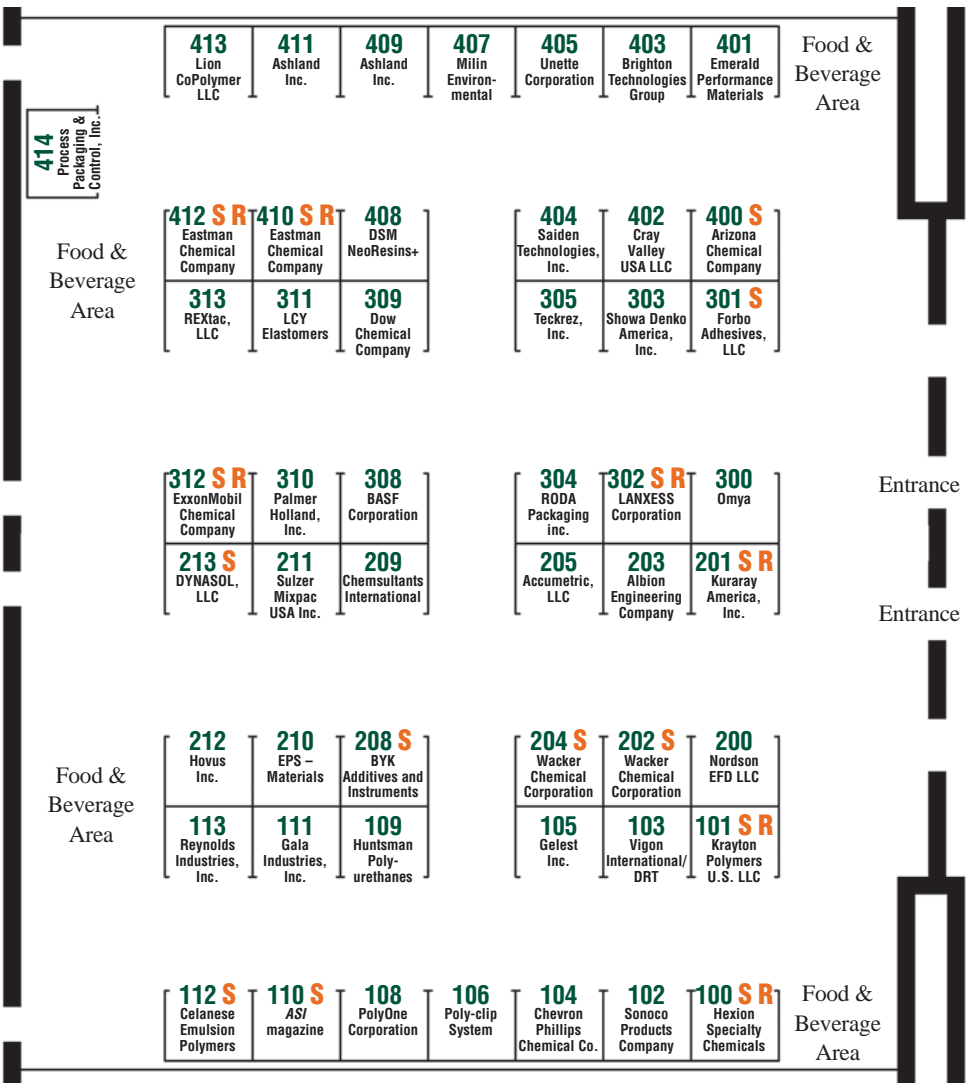 413
Lion
CoPolymer
LLC
411
Ashland
Inc.
409
Ashland
Inc.
407
Milin
Environ-
mental
405
Unette
Corporation
403
Brighton
Technologies
Group
401
Emerald
Performance
Materials
Food &
Beverage
Area
414
Process
Packaging &
Control, Inc.
Food &
Beverage
Area
412 S R
Eastman
Chemical
Company
410 S R
Eastman
Chemical
Company
408
DSM
NeoResins+
404
Saiden
Technologies,
Inc.
402
Cray
Valley
USA LLC
400 S
Arizona
Chemical
Company
313
REXtac,
LLC
311
LCY
Elastomers
309
Dow
Chemical
Company
305
Teckrez,
Inc.
303
Showa Denko
America,
Inc.
301 S
Forbo
Adhesives,
LLC
312 S R
ExxonMobil
Chemical
Company
310
Palmer
Holland,
Inc.
308
BASF
Corporation
304
RODA
Packaging
inc.
302 S R
LANXESS
Corporation
300
Omya
Entrance
213 S
DYNASOL,
LLC
211
Sulzer
Mixpac
USA Inc.
209
Chemsultants
International
205
Accumetric,
LLC
203
Albion
Engineering
Company
201 S R
Kuraray
America,
Inc.
Entrance
Food &
Beverage
Area
212
Hovus
Inc.
210
EPS –
Materials
208 S
BYK
Additives and
Instruments
204 S
Wacker
Chemical
Corporation
202 S
Wacker
Chemical
Corporation
200
Nordson
EFD LLC
113
Reynolds
Industries,
Inc.
111
Gala
Industries,
Inc.
109
Huntsman
Poly-
urethanes
105
Gelest
Inc.
103
Vigon
International/
DRT
101 S R
Krayton
Polymers
U.S. LLC
112 S
Celanese
Emulsion
Polymers
110 S
ASI
magazine
108
PolyOne
Corporation
106
Poly-clip
System
104
Chevron
Phillips
Chemical Co.
102
Sonoco
Products
Company
100 S R
Hexion
Specialty
Chemicals
Food &
Beverage
Area